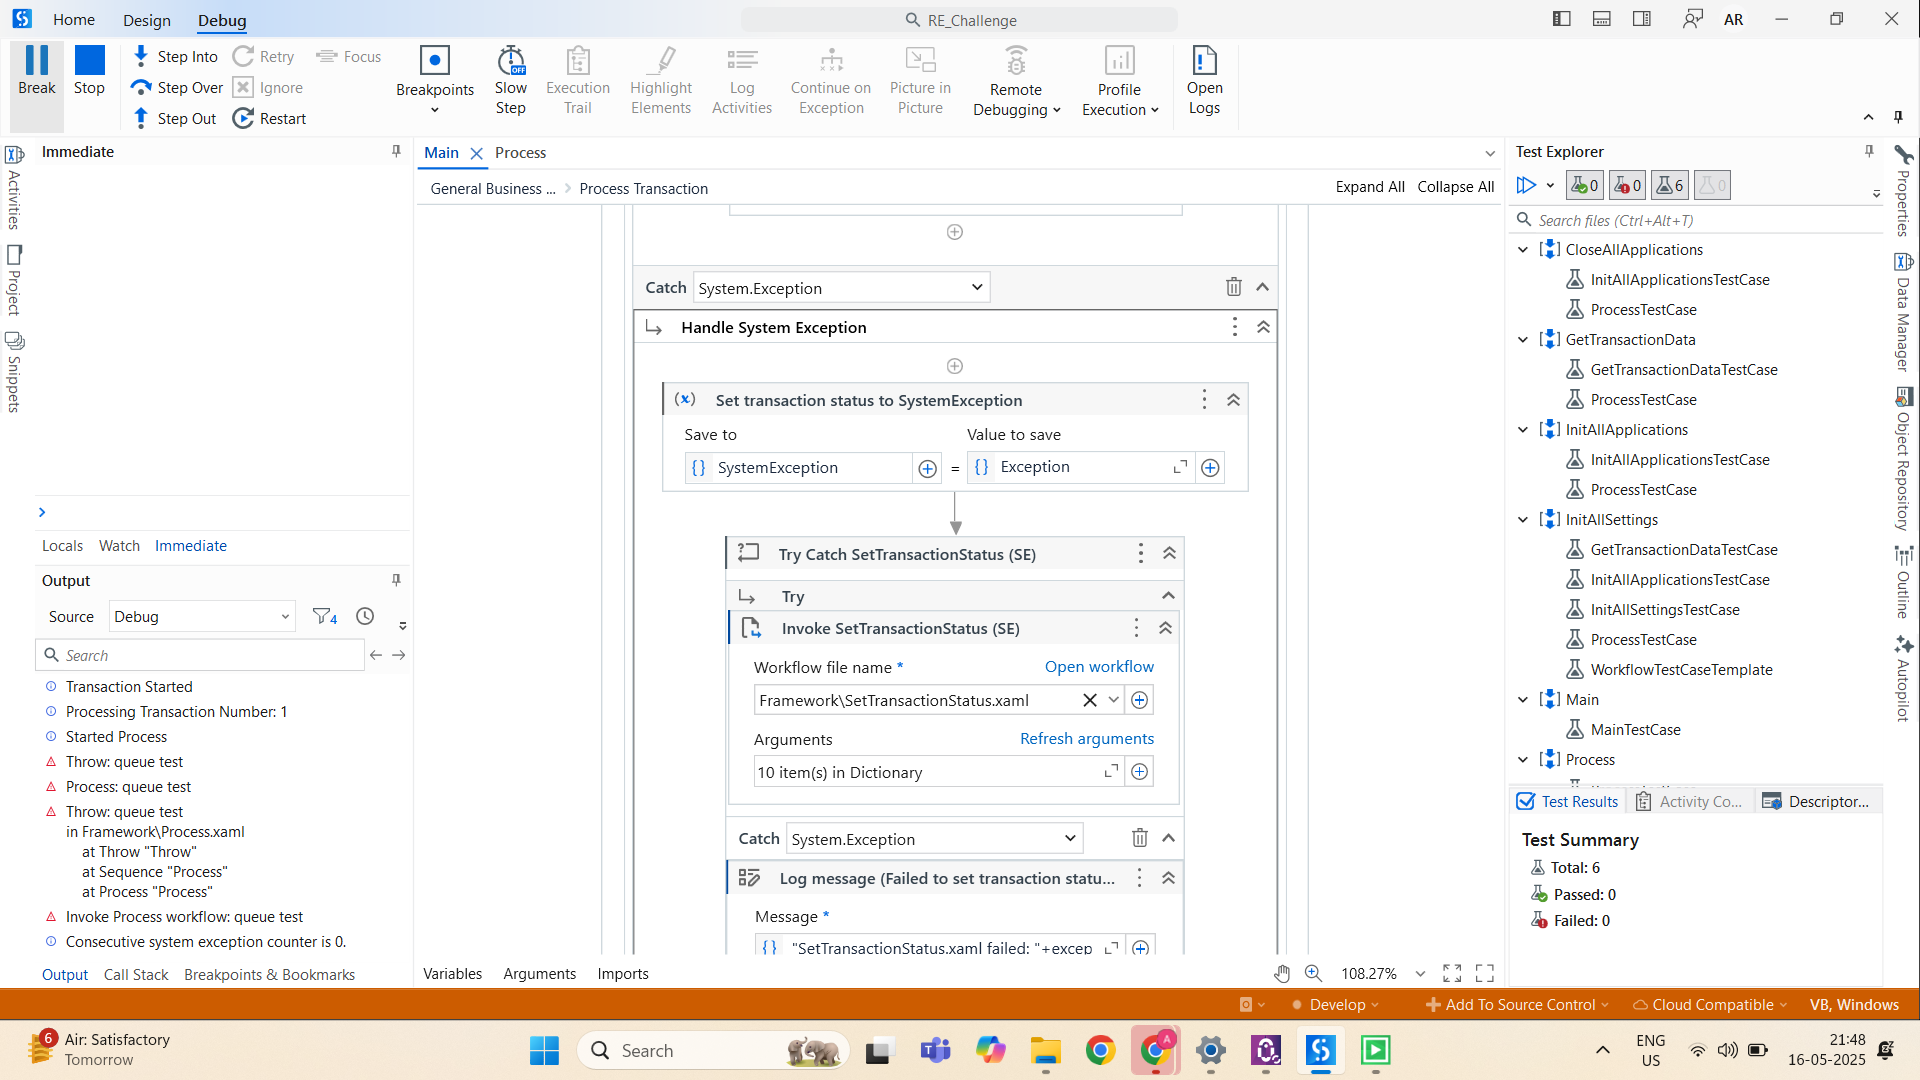 Home
Design
Debug
RE_Challenge
AR
Break
Stop
Step Into
Step Over
Step Out
Retry
Ignore
Restart
Focus
Breakpoints
OFF
Slow
Step
Execution
Trail
Highlight
Elements
Log
Activities
Continue on
Exception
Picture in
Picture
Remote
Debugging
Profile
Execution
Open
Logs
Activities
Project
Snippets
Immediate
Locals
Watch
Immediate
Output
Source
Debug
4
Search
Transaction Started
Processing Transaction Number: 1
Started Process
Throw: queue test
Process: queue test
Throw: queue test
in Framework\Process.xaml
at Throw "Throw"
at Sequence "Process"
at Process "Process"
Invoke Process workflow: queue test
Consecutive system exception counter is 0.
Output
Call Stack
Breakpoints & Bookmarks
Main
Process
General Business ...
Process Transaction
Expand All
Collapse All
Catch
System.Exception
Handle System Exception
(x)
Set transaction status to SystemException
Save to
Value to save
{}
SystemException
=
{}
Exception
Try Catch SetTransactionStatus (SE)
Try
Invoke SetTransactionStatus (SE)
Workflow file name *
Open workflow
Framework\SetTransactionStatus.xaml
Arguments
Refresh arguments
10 item(s) in Dictionary
Catch
System.Exception
Log message (Failed to set transaction statu...
Message *
{} "SetTransactionStatus.xaml failed: "+excep
Variables
Arguments
Imports
108.27%
Test Explorer
0
0
6
0
Search files (Ctrl+Alt+T)
CloseAllApplications
InitAllApplicationsTestCase
ProcessTestCase
GetTransactionData
GetTransactionDataTestCase
ProcessTestCase
InitAllApplications
InitAllApplicationsTestCase
ProcessTestCase
InitAllSettings
GetTransactionDataTestCase
InitAllApplicationsTestCase
InitAllSettingsTestCase
ProcessTestCase
WorkflowTestCaseTemplate
Main
MainTestCase
Process
Test Results
Activity Co...
Descriptor...
Test Summary
Total: 6
Passed: 0
Failed: 0
Properties
Data Manager
Object Repository
Outline
Autopilot
Develop
Add To Source Control
Cloud Compatible
VB, Windows
6
Air: Satisfactory
Tomorrow
Search
A
ENG
US
21:48
16-05-2025